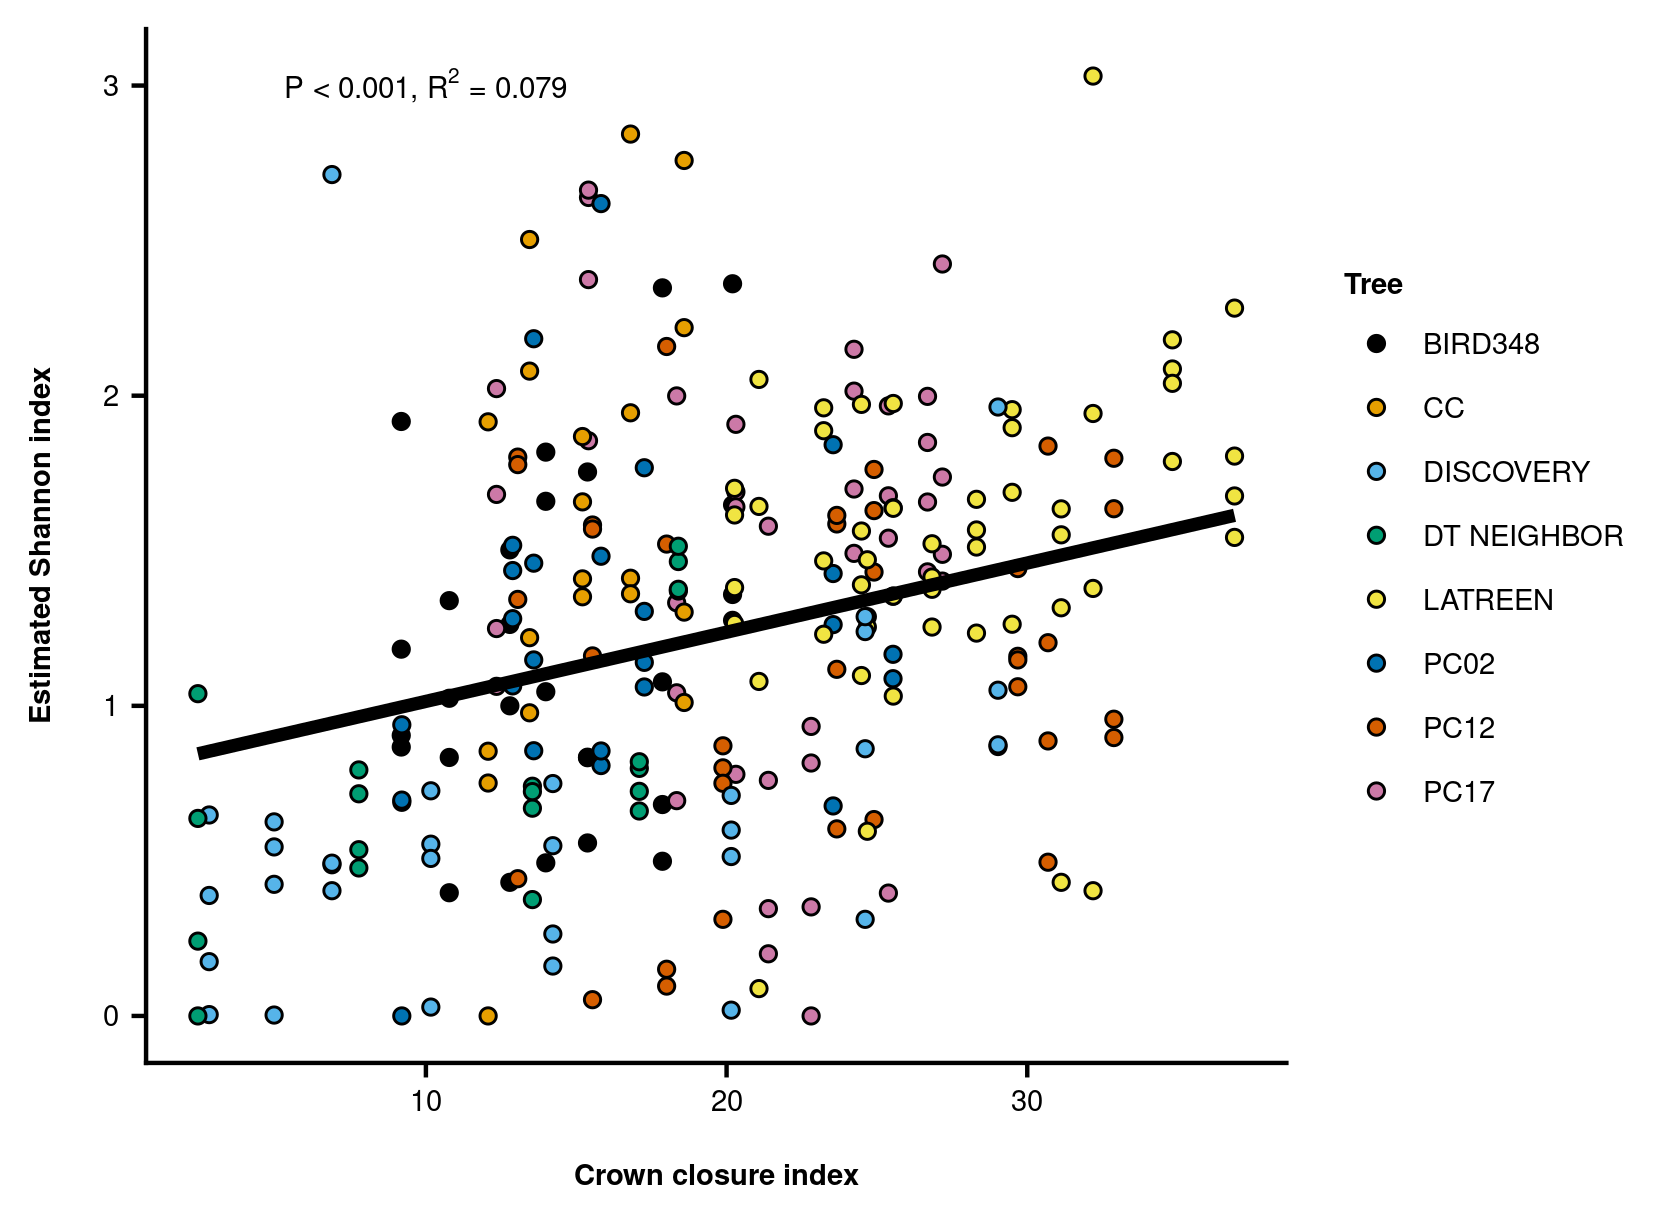 P < 0.001, R² = 0.079
3
2
1
0
Estimated Shannon index
10 20 30
Crown closure index
Tree
BIRD348
CC
DISCOVERY
DT NEIGHBOR
LATREEN
PC02
PC12
PC17